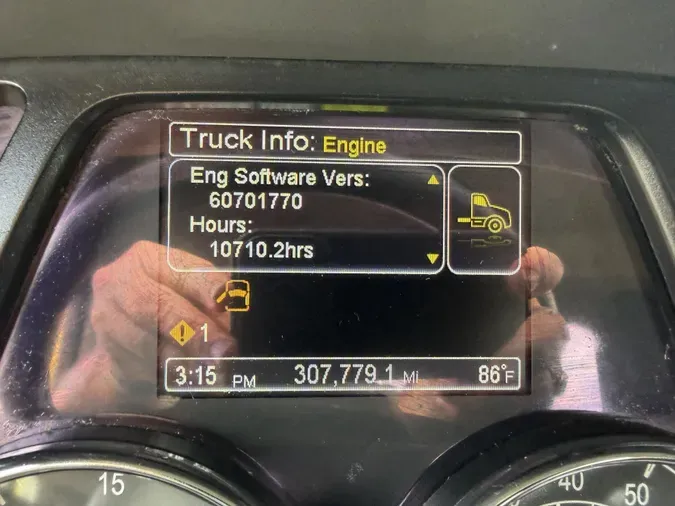 Truck Info: Engine
Eng Software Vers:
60701770
Hours:
10710.2hrs
1
3:15 PM 307,779.1 Mi 86°F
15
40
50